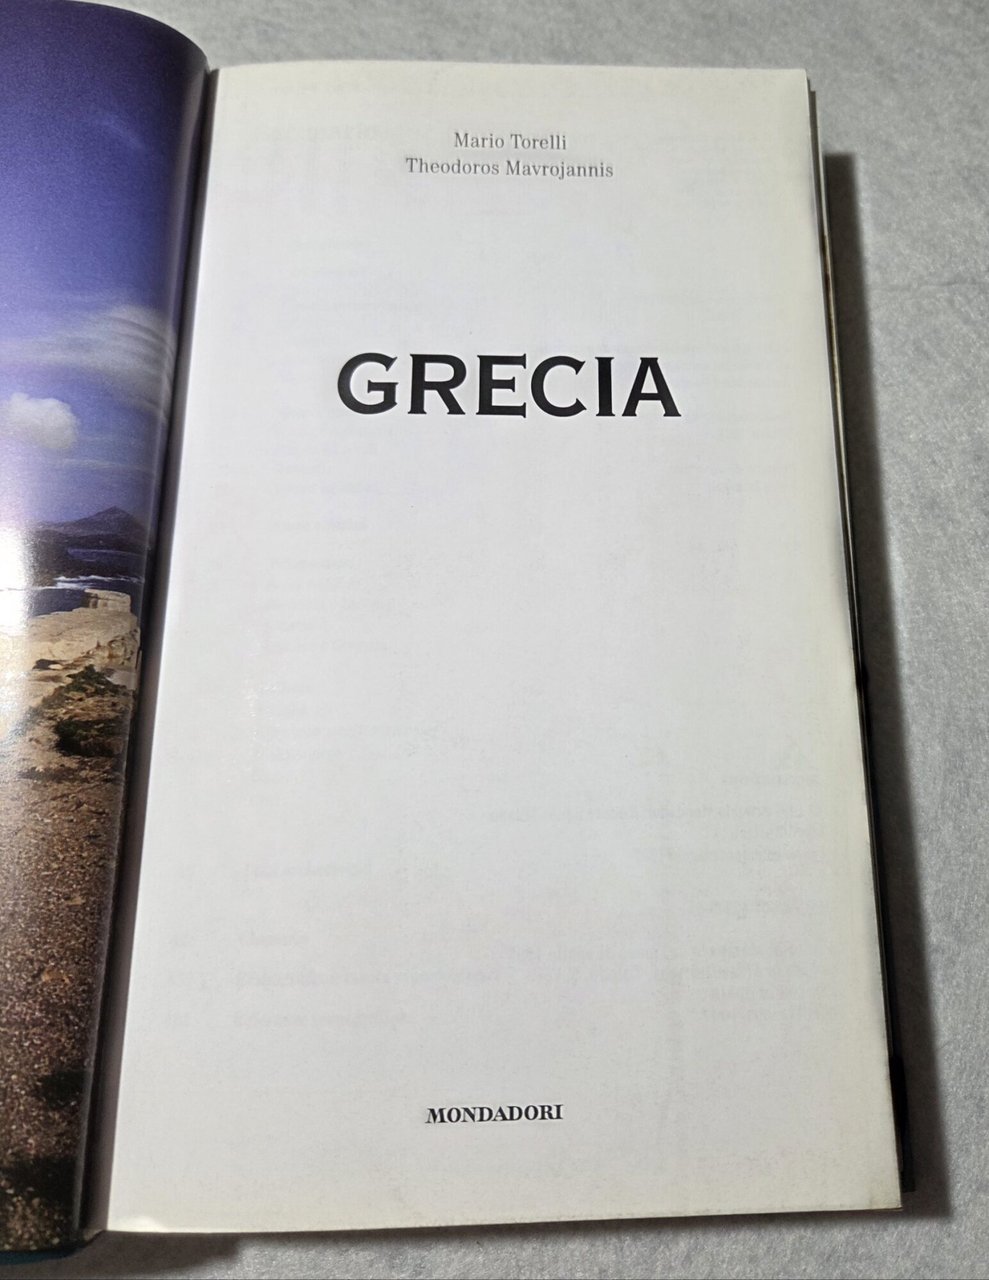 Mario Torelli
Theodoros Mavrojannis
GRECIA
MONDADORI